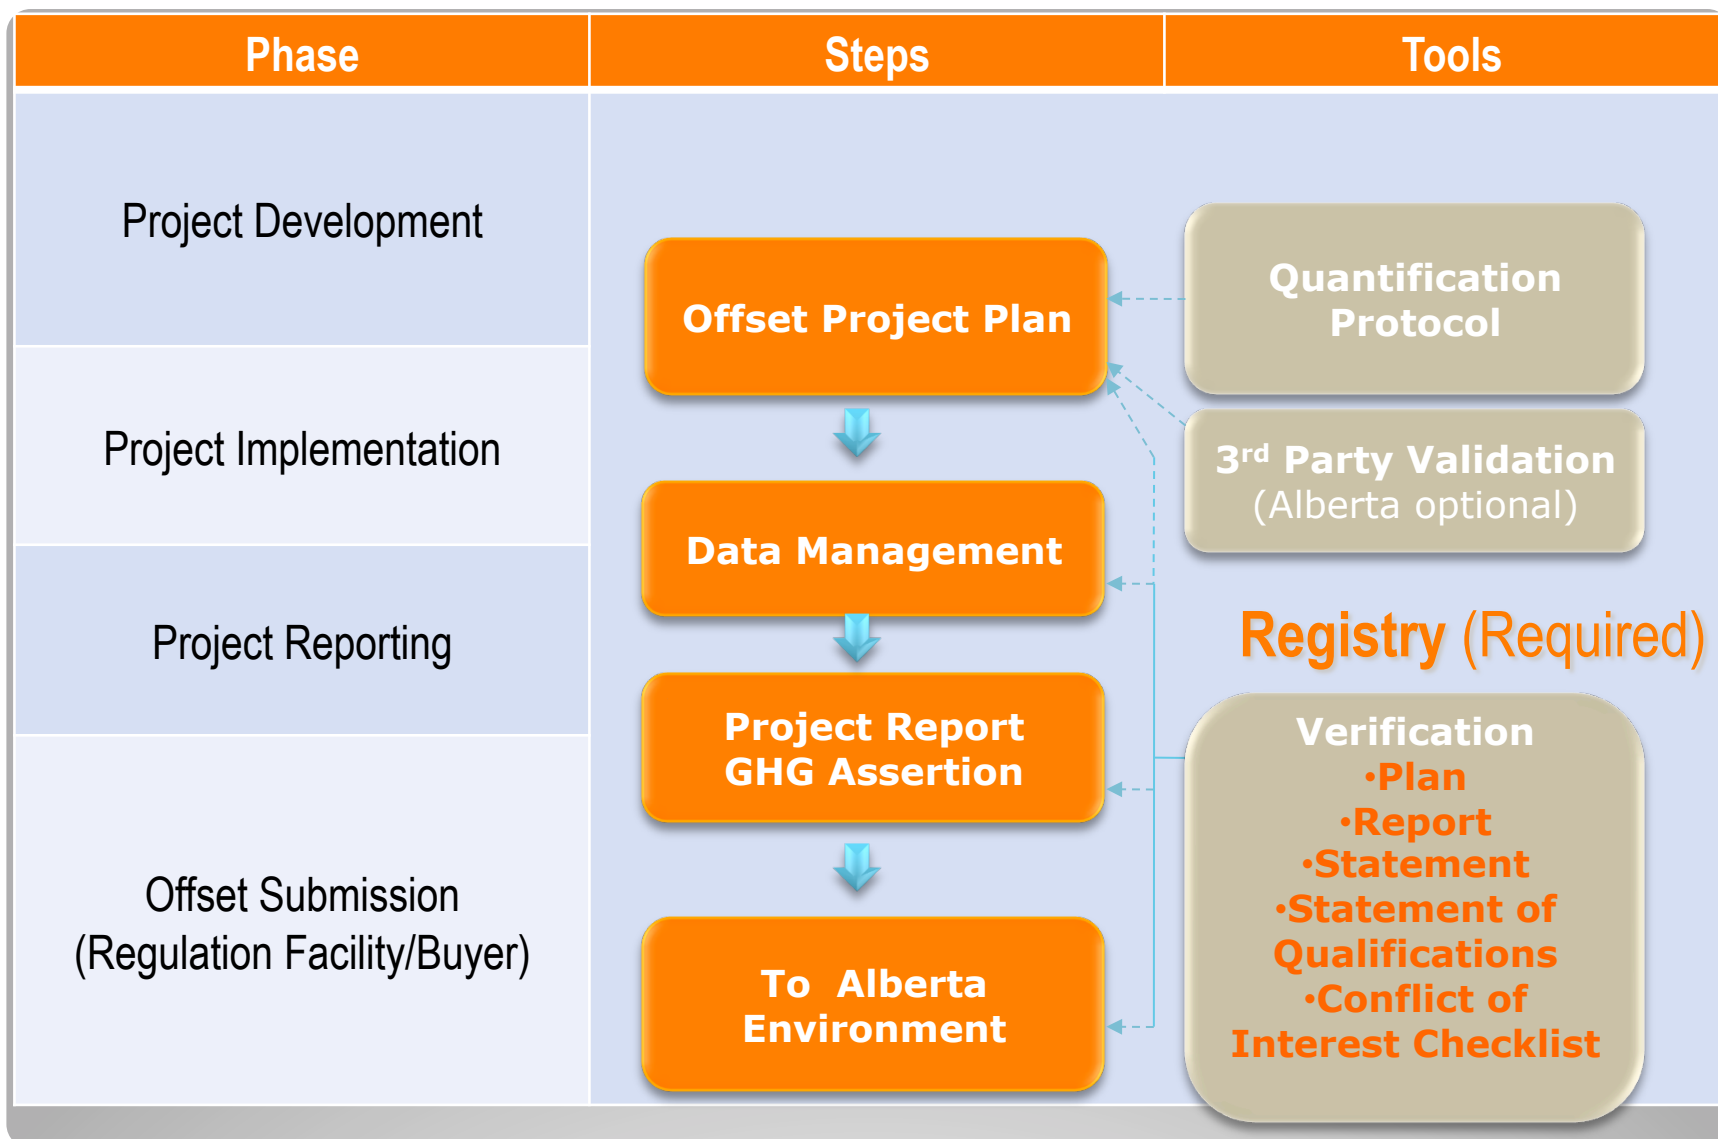 Phase
Steps
Tools
Project Development
Offset Project Plan
Quantification
Protocol
Project Implementation
3rd Party Validation
(Alberta optional)
Data Management
Project Reporting
Registry (Required)
Project Report
GHG Assertion
Verification
•Plan
•Report
•Statement
•Statement of
Qualifications
•Conflict of
Interest Checklist
Offset Submission
(Regulation Facility/Buyer)
To Alberta
Environment